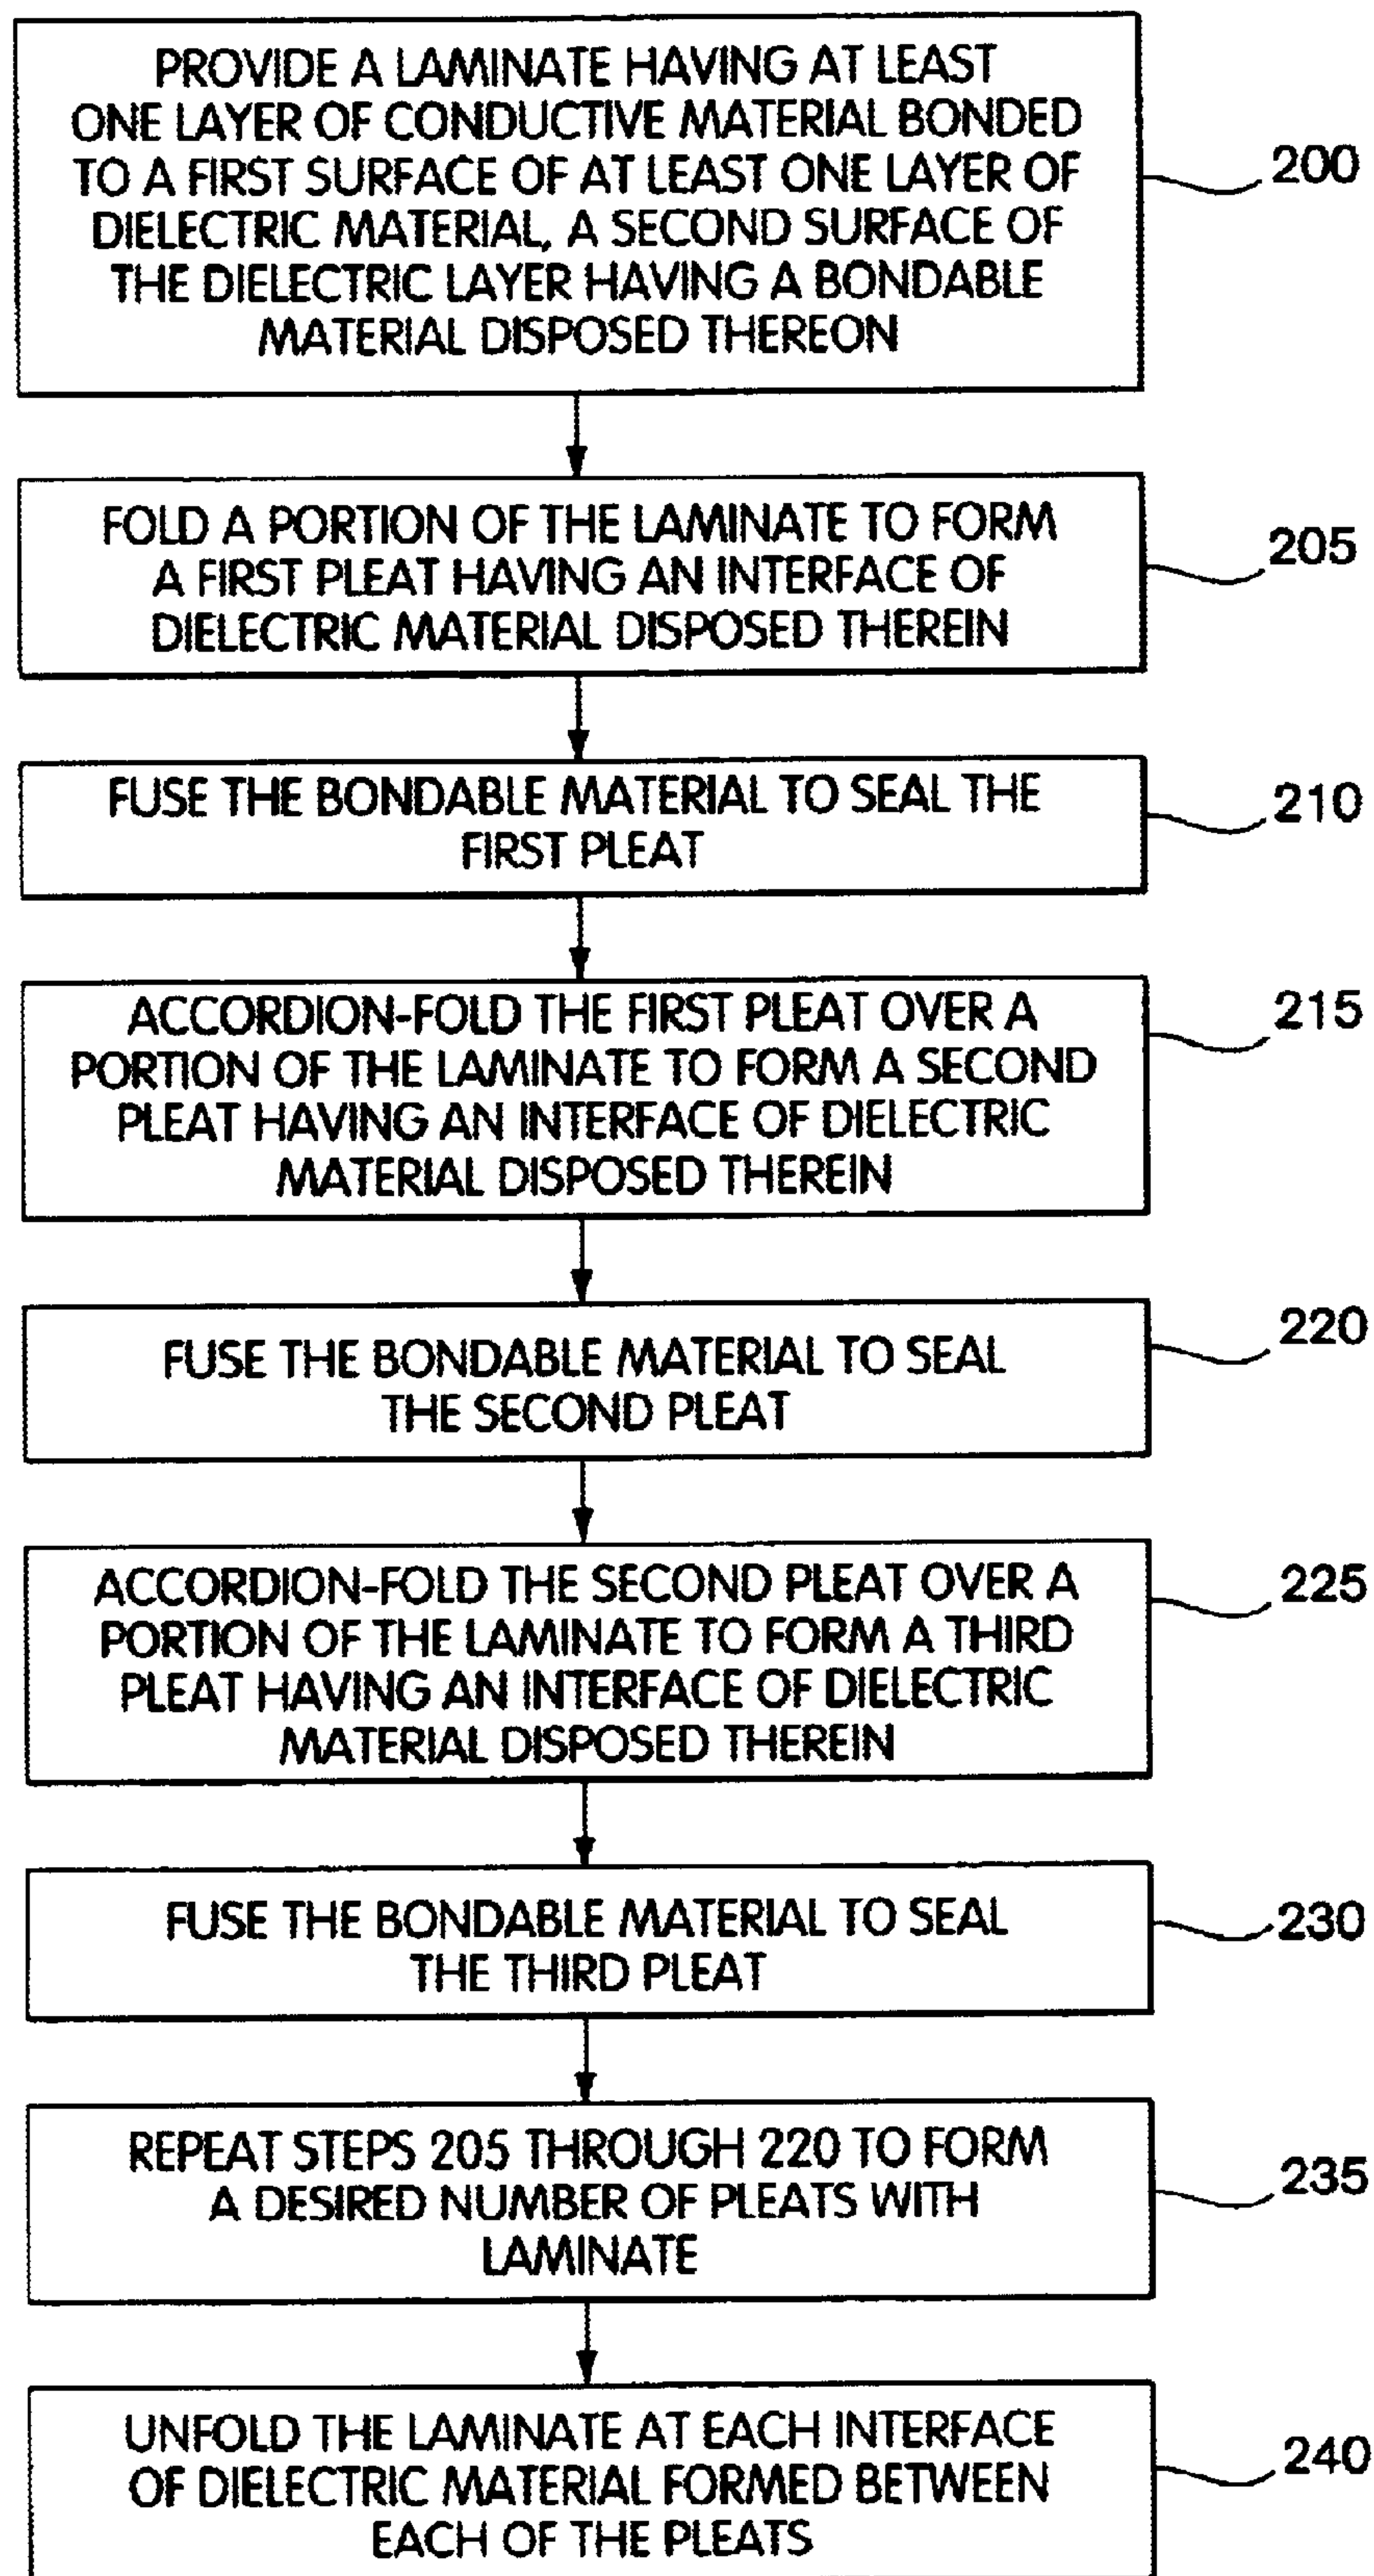 PROVIDE A LAMINATE HAVING AT LEAST
ONE LAYER OF CONDUCTIVE MATERIAL BONDED
TO A FIRST SURFACE OF AT LEAST ONE LAYER OF
DIELECTRIC MATERIAL, A SECOND SURFACE OF
THE DIELECTRIC LAYER HAVING A BONDABLE
MATERIAL DISPOSED THEREON
200
FOLD A PORTION OF THE LAMINATE TO FORM
A FIRST PLEAT HAVING AN INTERFACE OF
DIELECTRIC MATERIAL DISPOSED THEREIN
205
FUSE THE BONDABLE MATERIAL TO SEAL THE
FIRST PLEAT
210
ACCORDION-FOLD THE FIRST PLEAT OVER A
PORTION OF THE LAMINATE TO FORM A SECOND
PLEAT HAVING AN INTERFACE OF DIELECTRIC
MATERIAL DISPOSED THEREIN
215
FUSE THE BONDABLE MATERIAL TO SEAL
THE SECOND PLEAT
220
ACCORDION-FOLD THE SECOND PLEAT OVER A
PORTION OF THE LAMINATE TO FORM A THIRD
PLEAT HAVING AN INTERFACE OF DIELECTRIC
MATERIAL DISPOSED THEREIN
225
FUSE THE BONDABLE MATERIAL TO SEAL
THE THIRD PLEAT
230
REPEAT STEPS 205 THROUGH 220 TO FORM
A DESIRED NUMBER OF PLEATS WITH
LAMINATE
235
UNFOLD THE LAMINATE AT EACH INTERFACE
OF DIELECTRIC MATERIAL FORMED BETWEEN
EACH OF THE PLEATS
240